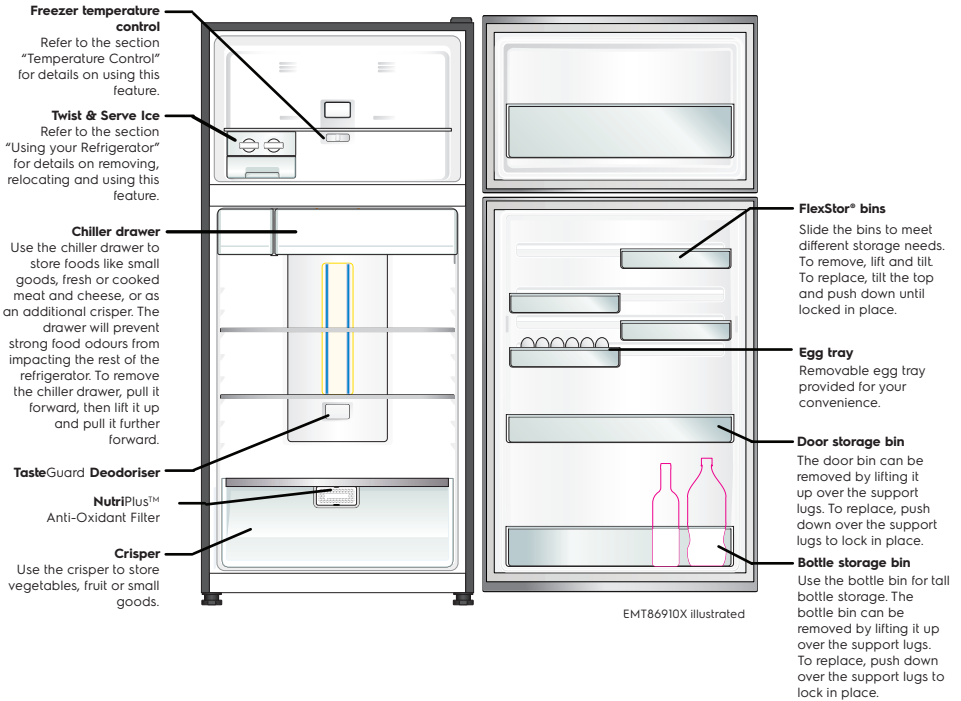 Freezer temperature
control
Refer to the section
“Temperature Control”
for details on using this
feature.
Twist & Serve Ice
Refer to the section
“Using your Refrigerator”
for details on removing,
relocating and using this
feature.
Chiller drawer
Use the chiller drawer to
store foods like small
goods, fresh or cooked
meat and cheese, or as
an additional crisper. The
drawer will prevent
strong food odours from
impacting the rest of the
refrigerator. To remove
the chiller drawer, pull it
forward, then lift it up
and pull it further
forward.
TasteGuard Deodoriser
NutriPlus™
Anti-Oxidant Filter
Crisper
Use the crisper to store
vegetables, fruit or small
goods.
FlexStor® bins
Slide the bins to meet
different storage needs.
To remove, lift and tilt.
To replace, tilt the top
and push down until
locked in place.
Egg tray
Removable egg tray
provided for your
convenience.
Door storage bin
The door bin can be
removed by lifting it
up over the support
lugs. To replace, push
down over the support
lugs to lock in place.
Bottle storage bin
Use the bottle bin for tall
bottle storage. The
bottle bin can be
removed by lifting it up
over the support lugs.
To replace, push down
over the support lugs to
lock in place.
EMT86910X illustrated